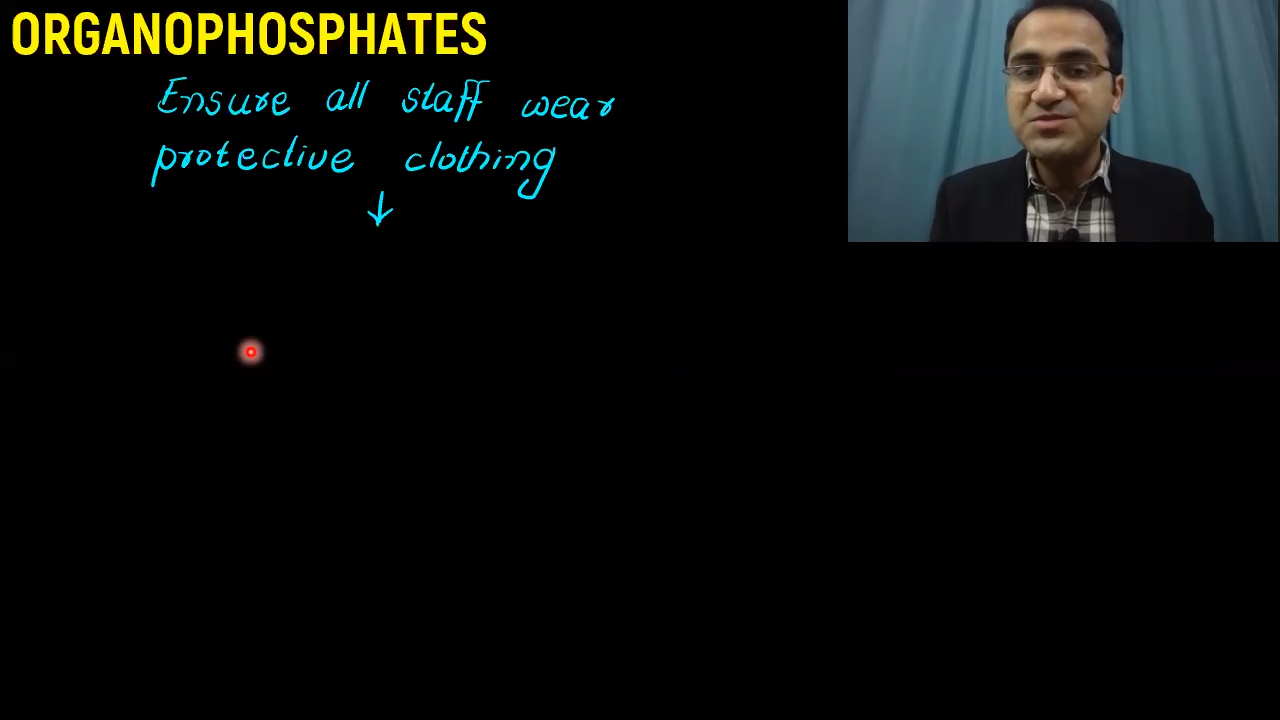 ORGANOPHOSPHATES
Ensure all staff wear
protective clothing
↓